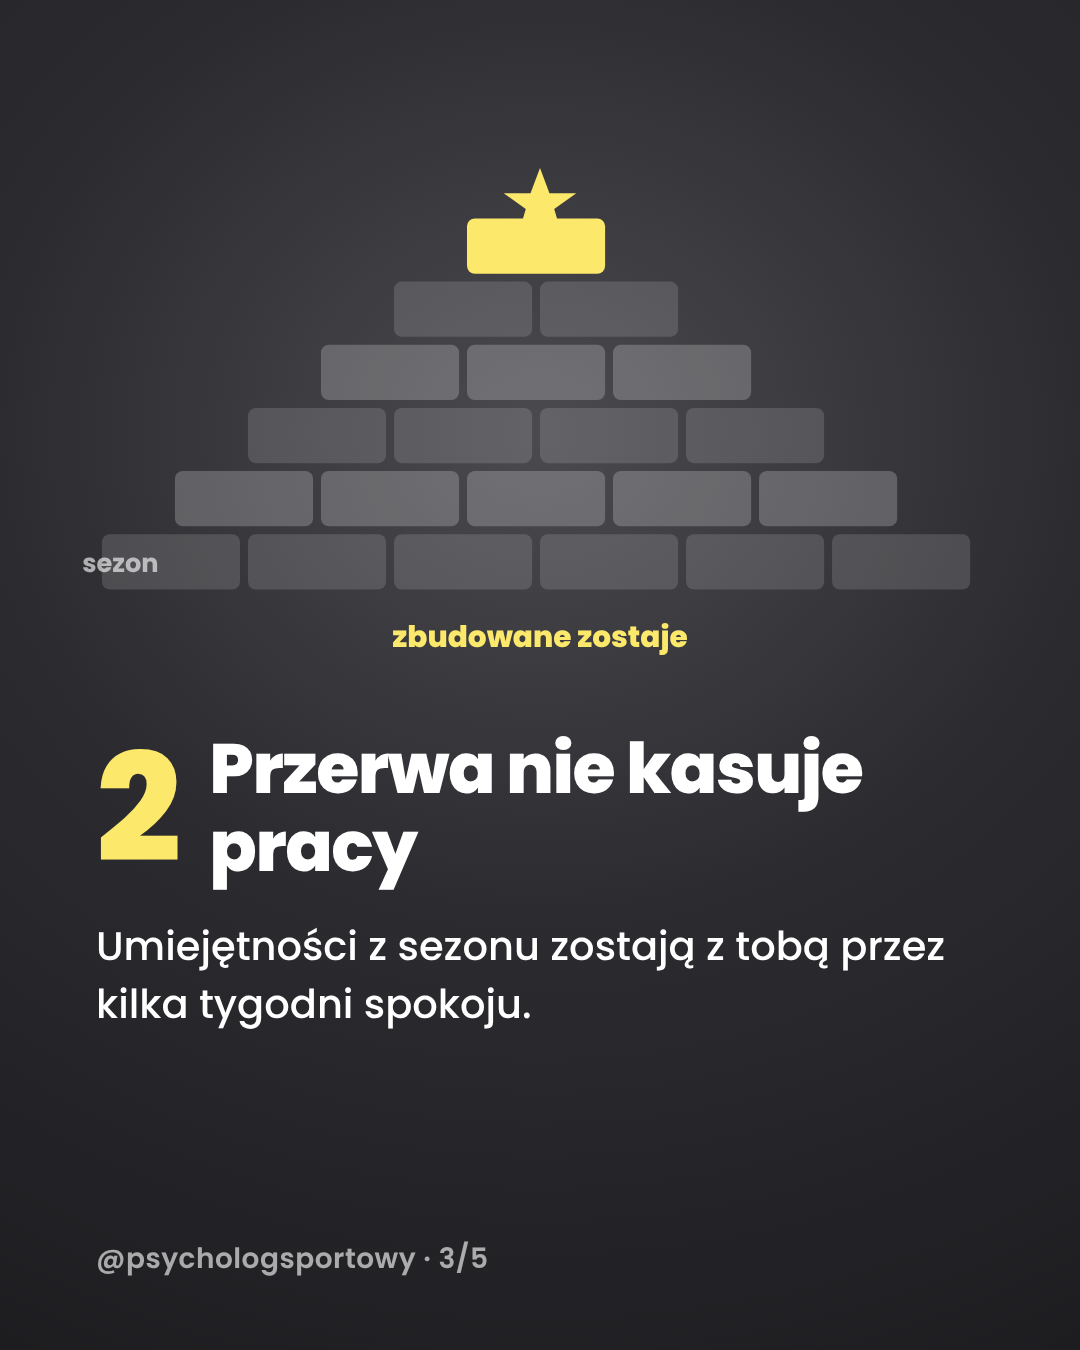 sezon
zbudowane zostaje
2
Przerwa nie kasuje
pracy
Umiejętności z sezonu zostają z tobą przez
kilka tygodni spokoju.
@psychologsportowy · 3/5